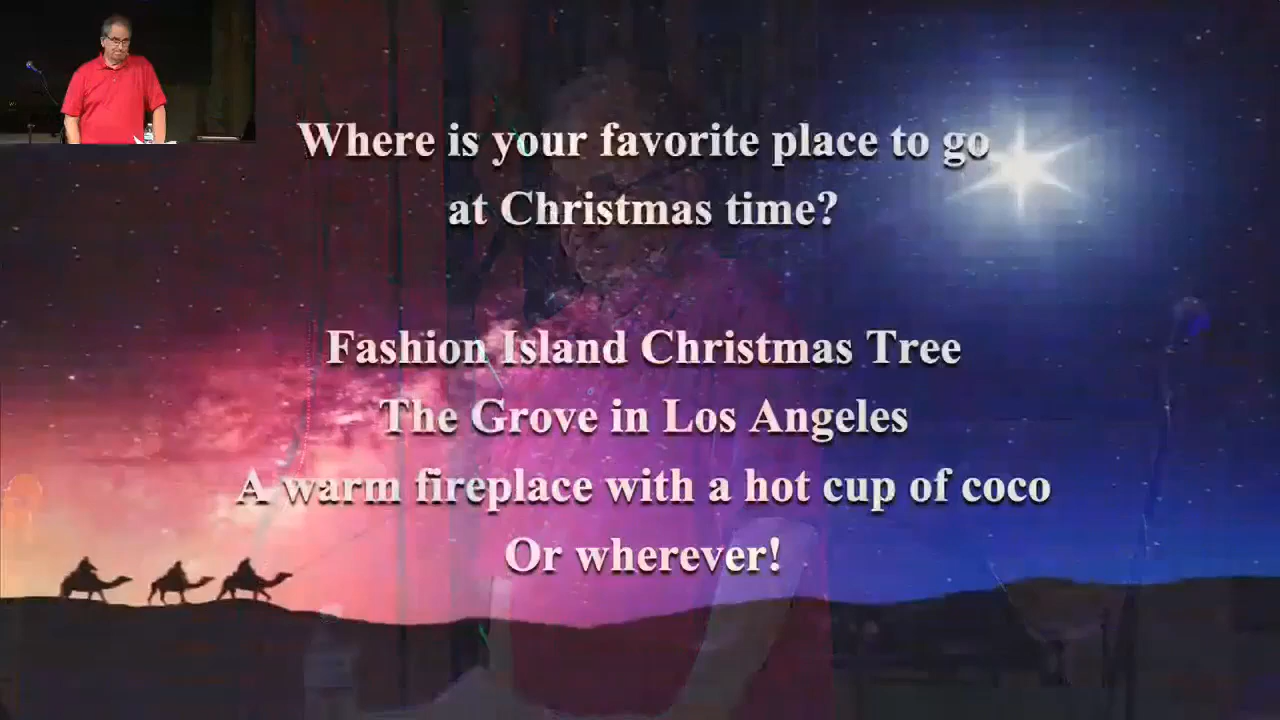 Where is your favorite place to go
at Christmas time?
Fashion Island Christmas Tree
The Grove in Los Angeles
A warm fireplace with a hot cup of coco
Or wherever!